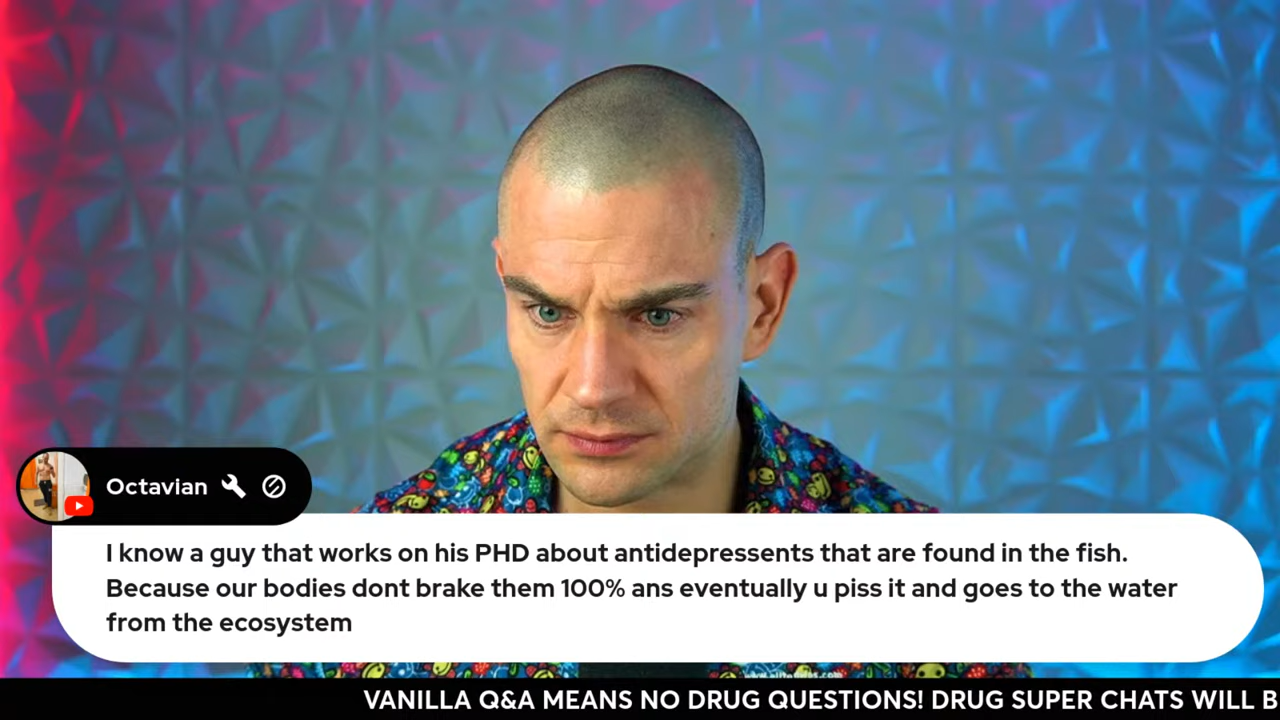 Octavian
I know a guy that works on his PHD about antidepressents that are found in the fish.
Because our bodies dont brake them 100% ans eventually u piss it and goes to the water
from the ecosystem
VANILLA Q&A MEANS NO DRUG QUESTIONS! DRUG SUPER CHATS WILL B